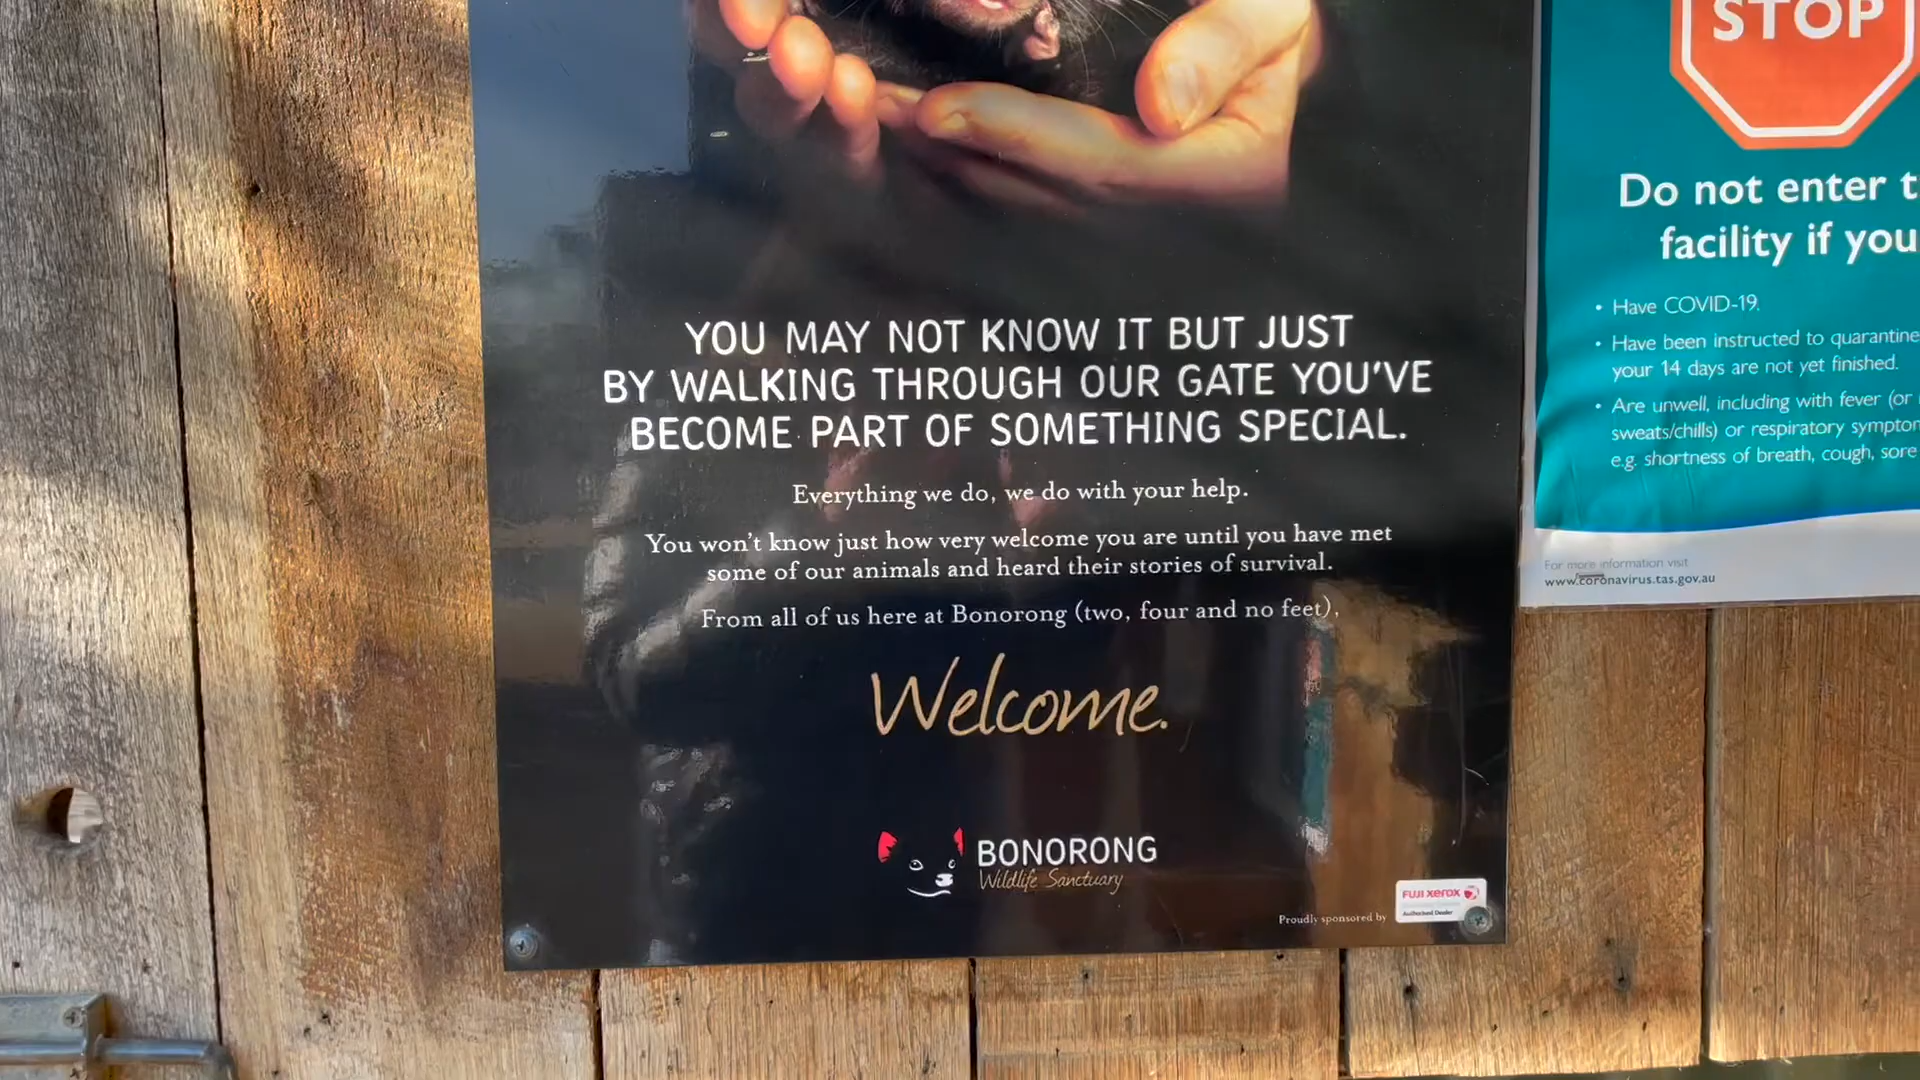 YOU MAY NOT KNOW IT BUT JUST
BY WALKING THROUGH OUR GATE YOU'VE
BECOME PART OF SOMETHING SPECIAL.
Everything we do, we do with your help.
You won't know just how very welcome you are until you have met
some of our animals and heard their stories of survival.
From all of us here at Bonorong (two, four and no feet),
Welcome.
BONORONG
Wildlife Sanctuary
Proudly sponsored by
FUJI xerox
Authorised Dealer
STOP
Do not enter t
facility if you
• Have COVID-19.
• Have been instructed to quarantine
your 14 days are not yet finished.
• Are unwell, including with fever (or
sweats/chills) or respiratory symptom
e.g. shortness of breath, cough, sore
For more information visit
www.coronavirus.tas.gov.au